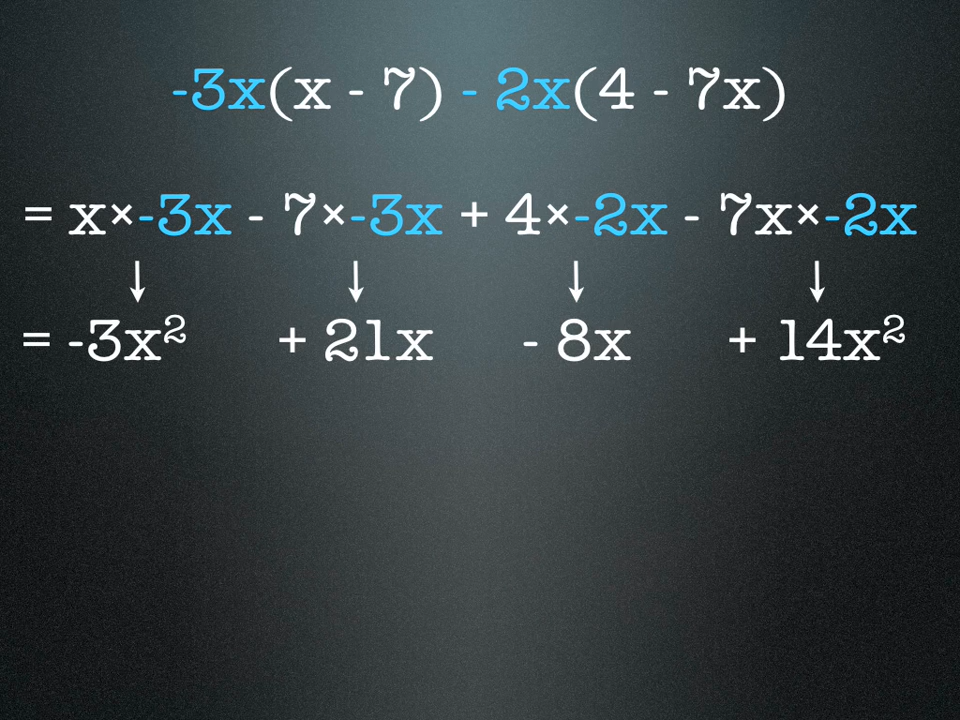 -3x(x - 7) - 2x(4 - 7x)
= x×-3x - 7×-3x + 4×-2x - 7x×-2x
↓ ↓ ↓ ↓
= -3x² + 21x - 8x + 14x²